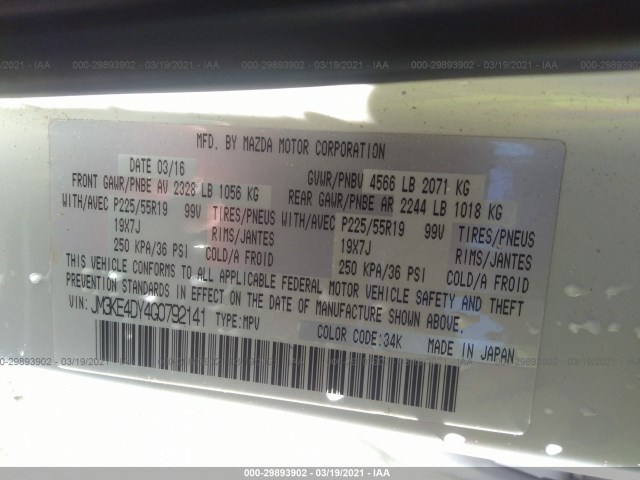 000-29893902 - 03/19/2021 - IAA
MFD. BY MAZDA MOTOR CORPORATION
DATE 03/16
GVWR/PNBV 4566 LB 2071 KG
FRONT GAWR/PNBE AV 2328 LB 1056 KG
REAR GAWR/PNBE AR 2244 LB 1018 KG
WITH/AVEC P225/55R19 99V TIRES/PNEUS
19X7J RIMS/JANTES
250 KPA/36 PSI COLD/A FROID
WITH/AVEC P225/55R19 99V TIRES/PNEUS
19X7J RIMS/JANTES
250 KPA/36 PSI COLD/A FROID
THIS VEHICLE CONFORMS TO ALL APPLICABLE FEDERAL MOTOR VEHICLE SAFETY AND THEFT
PREVENTION STANDARDS IN EFFECT ON THE DATE OF MANUFACTURE SHOWN ABOVE.
VIN: JM3KE4DY4G0792141 TYPE:MPV
COLOR CODE:34K MADE IN JAPAN
000-29893902 - 03/19/2021 - IAA